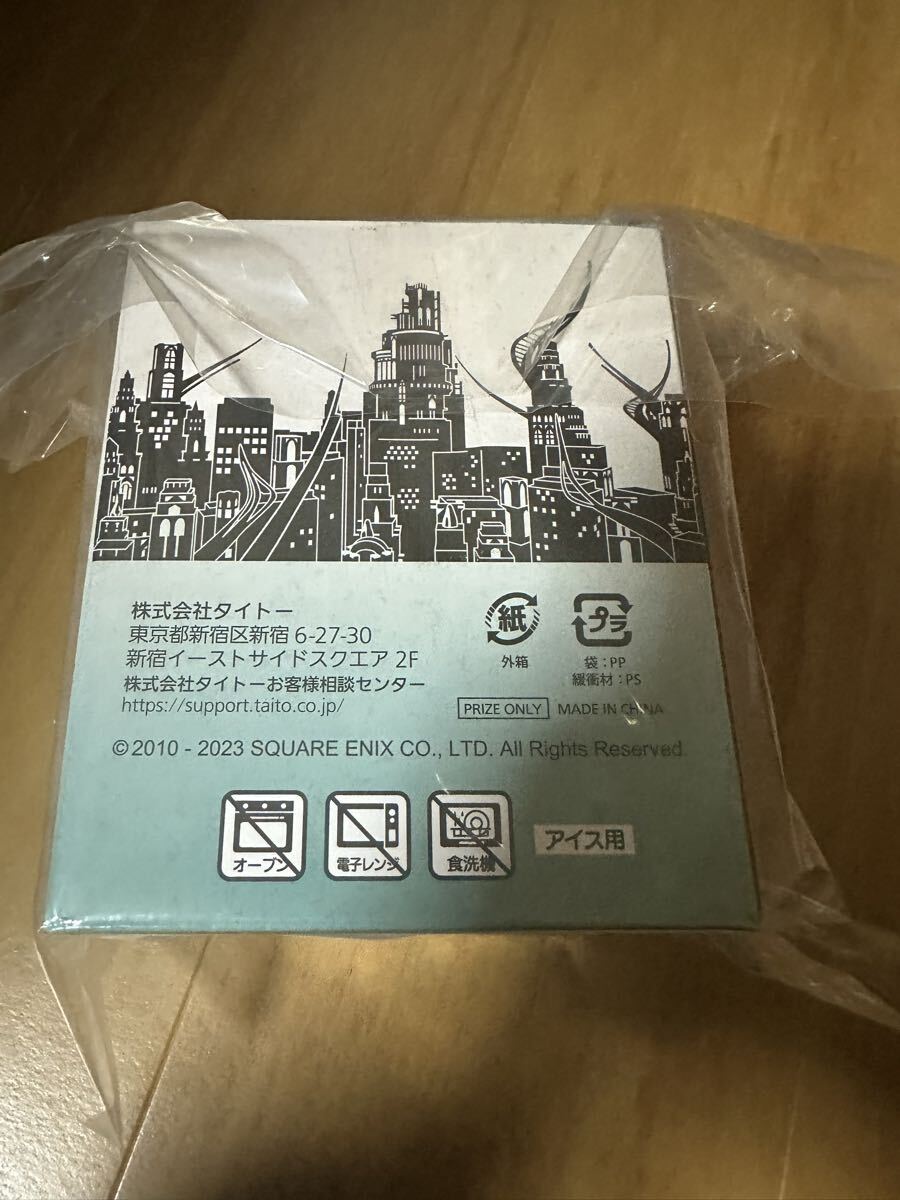 株式会社タイトー
東京都新宿区新宿 6-27-30
新宿イーストサイドスクエア 2F
株式会社タイトーお客様相談センター
https://support.taito.co.jp/
紙
外箱
プラ
袋：PP
緩衝材：PS
PRIZE ONLY MADE IN CHINA
© 2010 - 2023 SQUARE ENIX CO., LTD. All Rights Reserved.
オーブン
電子レンジ
食洗機
アイス用